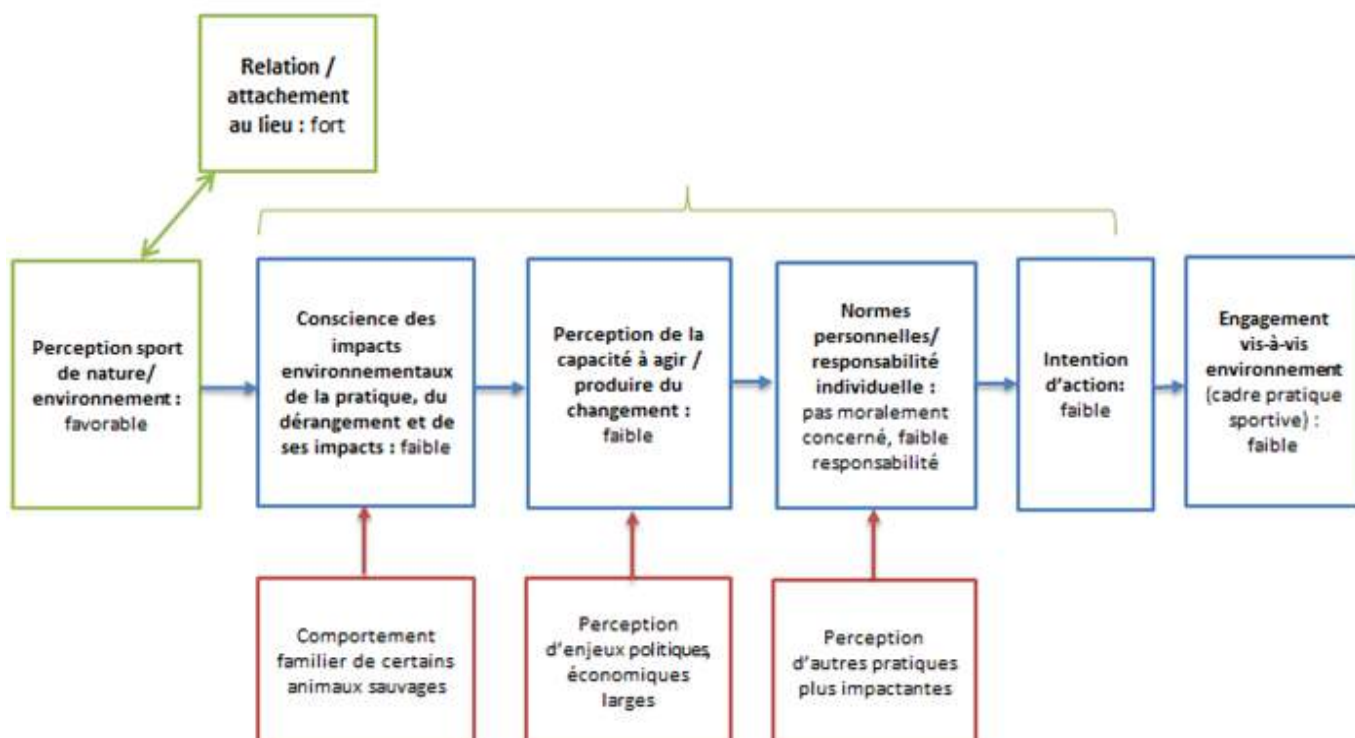 Relation /
attachement
au lieu : fort
Perception sport
de nature/
environnement :
favorable
Conscience des
impacts
environnementaux
de la pratique, du
dérangement et de
ses impacts : faible
Perception de la
capacité à agir /
produire du
changement :
faible
Normes
personnelles/
responsabilité
individuelle :
pas moralement
concerné, faible
responsabilité
Intention
d'action:
faible
Engagement
vis-à-vis
environnement
(cadre pratique
sportive) :
faible
Comportement
familier de certains
animaux sauvages
Perception
d'enjeux politiques,
économiques
larges
Perception
d'autres pratiques
plus impactantes